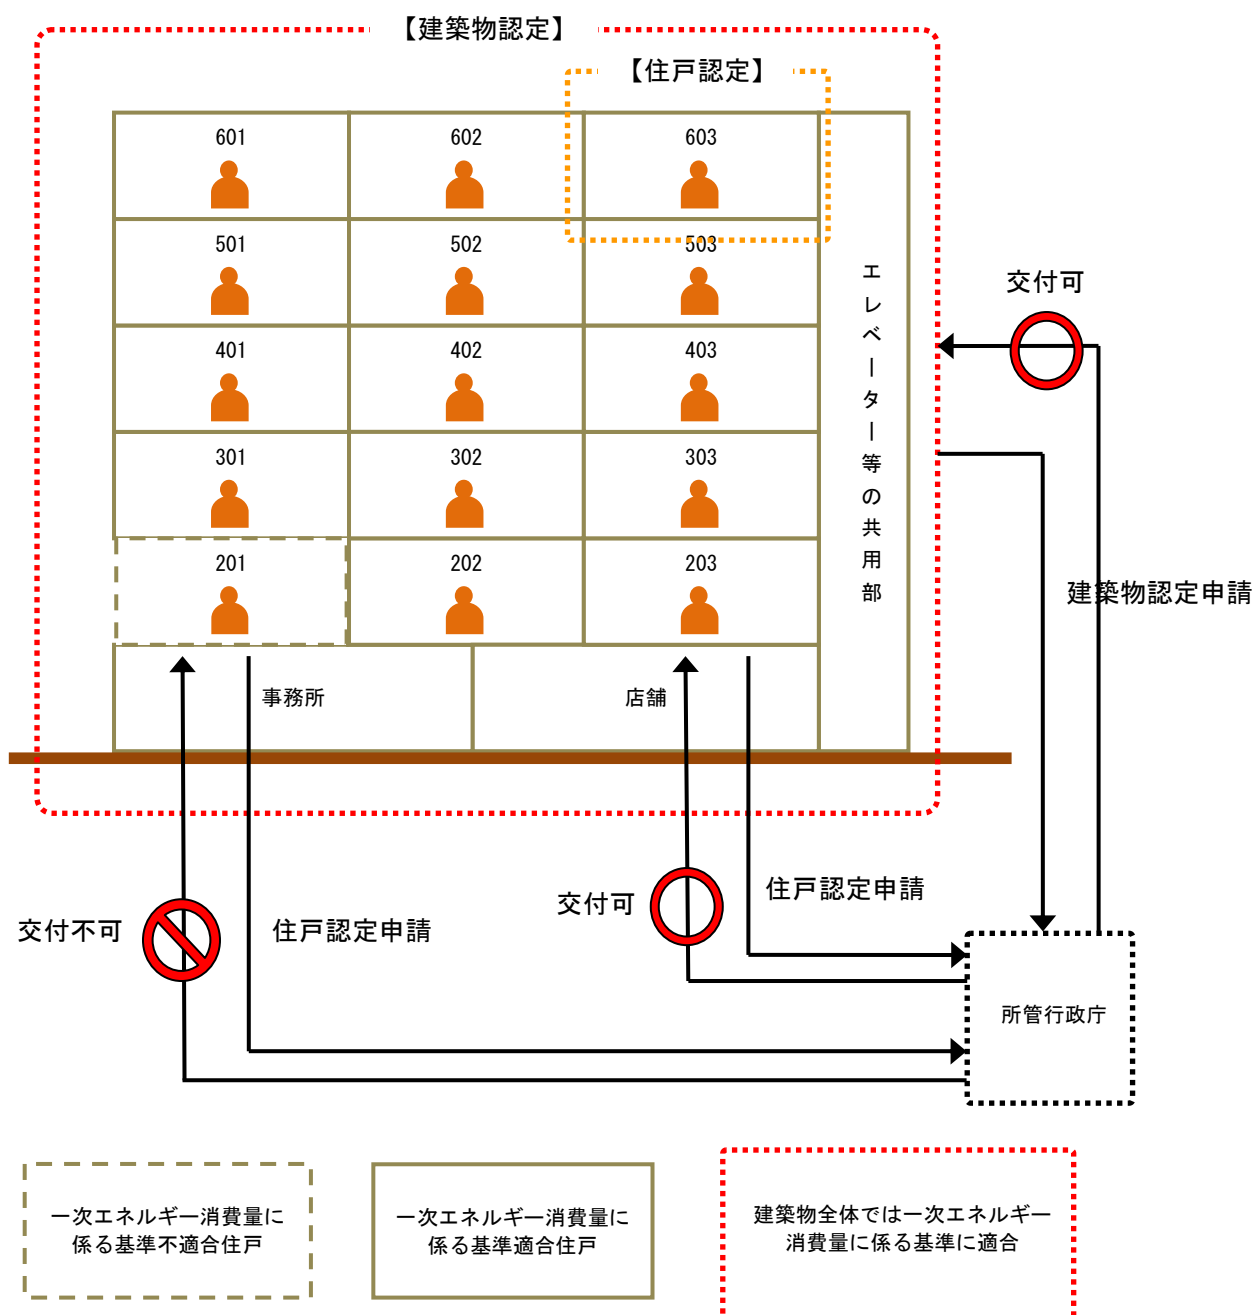 【建築物認定】
【住戸認定】
601
602
603
501
502
503
401
402
403
301
302
303
201
202
203
エレベーター等の共用部
事務所
店舗
交付可
建築物認定申請
交付不可
住戸認定申請
交付可
住戸認定申請
所管行政庁
一次エネルギー消費量に
係る基準不適合住戸
一次エネルギー消費量に
係る基準適合住戸
建築物全体では一次エネルギー
消費量に係る基準に適合